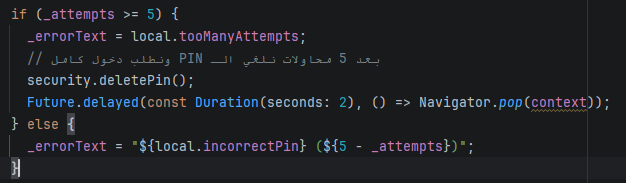 if (_attempts >= 5) {
_errorText = local.tooManyAttempts;
// بعد 5 محاولات نلغي الـ PIN ونطلب دخول كامل
security.deletePin();
Future.delayed(const Duration(seconds: 2), () => Navigator.pop(context));
} else {
_errorText = "${local.incorrectPin} (${5 - _attempts})";
}